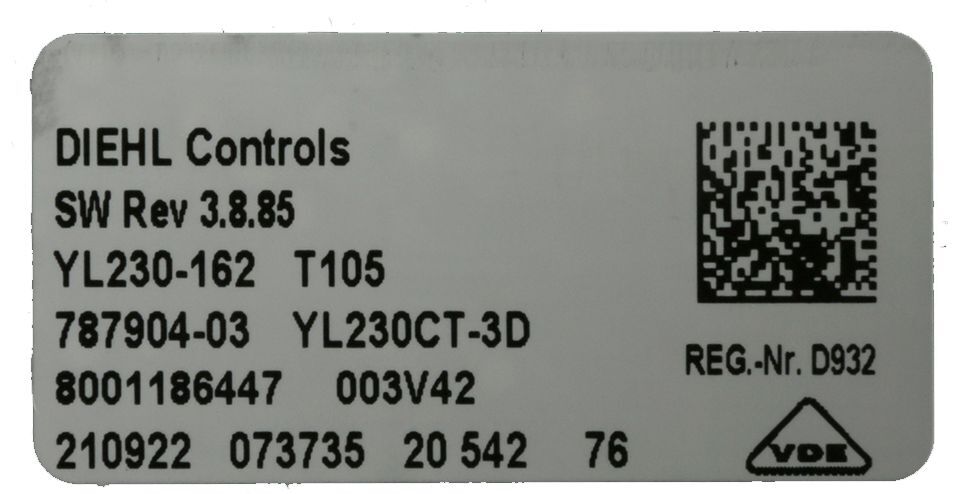 DIEHL Controls
SW Rev 3.8.85
YL230-162 T105
787904-03 YL230CT-3D
8001186447 003V42
210922 073735 20 542 76
REG.-Nr. D932
VDE